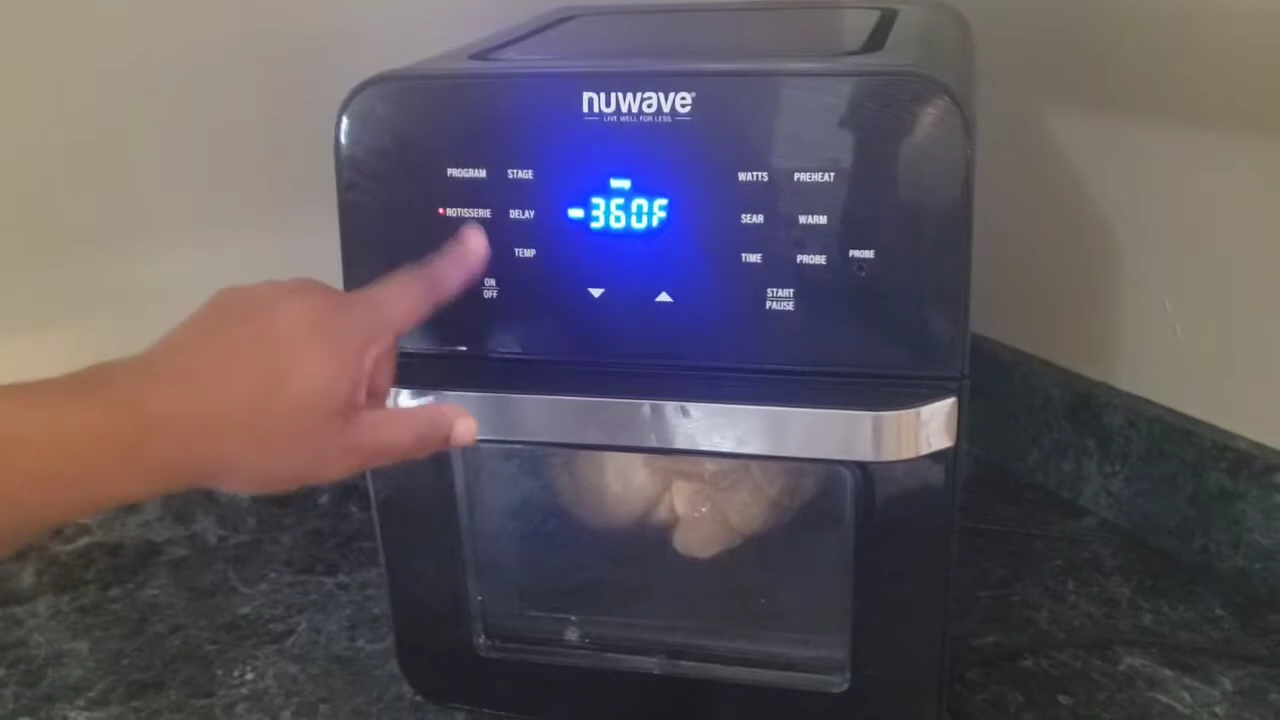 nuwave®
LIVE WELL FOR LESS
PROGRAM STAGE
ROTISSERIE DELAY
TEMP
ON
OFF
temp
360F
WATTS PREHEAT
SEAR WARM
TIME PROBE PROBE
START
PAUSE